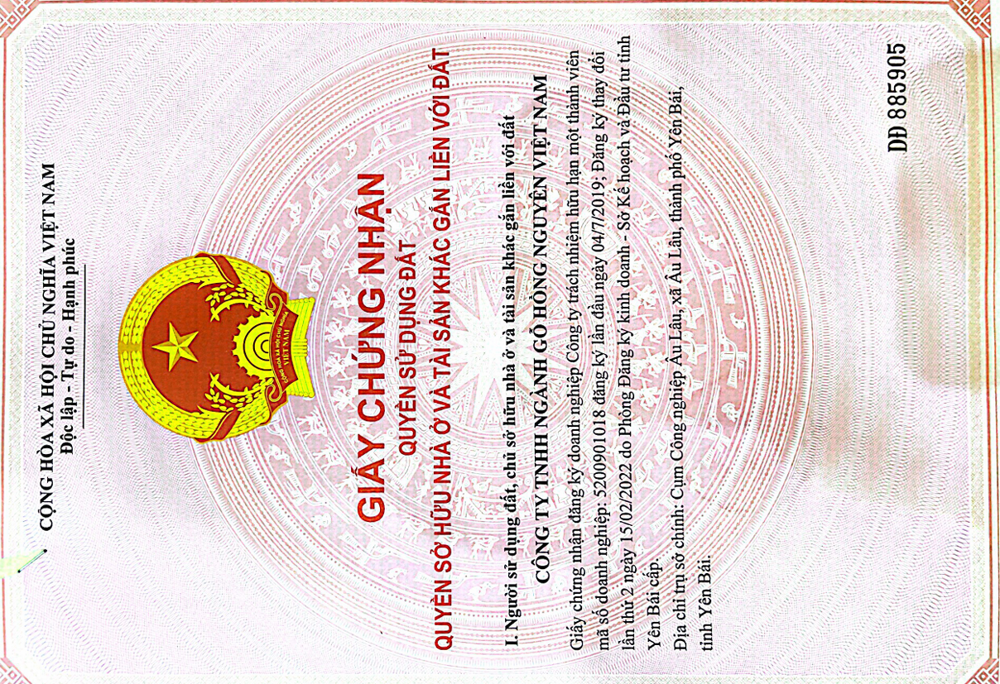 CỘNG HÒA XÃ HỘI CHỦ NGHĨA VIỆT NAM
Độc lập - Tự do - Hạnh phúc
CỘNG HÒA XÃ HỘI CHỦ NGHĨA
VIỆT NAM
GIẤY CHỨNG NHẬN
QUYỀN SỬ DỤNG ĐẤT
QUYỀN SỞ HỮU NHÀ Ở VÀ TÀI SẢN KHÁC GẮN LIỀN VỚI ĐẤT
I. Người sử dụng đất, chủ sở hữu nhà ở và tài sản khác gắn liền với đất
CÔNG TY TNHH NGÀNH GỖ HỒNG NGUYÊN VIỆT NAM
Giấy chứng nhận đăng ký doanh nghiệp Công ty trách nhiệm hữu hạn một thành viên
mã số doanh nghiệp: 5200901018 đăng ký lần đầu ngày 04/7/2019; Đăng ký thay đổi
lần thứ 2 ngày 15/02/2022 do Phòng Đăng ký kinh doanh - Sở Kế hoạch và Đầu tư tỉnh
Yên Bái cấp.
Địa chỉ trụ sở chính: Cụm Công nghiệp Âu Lâu, xã Âu Lâu, thành phố Yên Bái,
tỉnh Yên Bái.
DĐ 885905